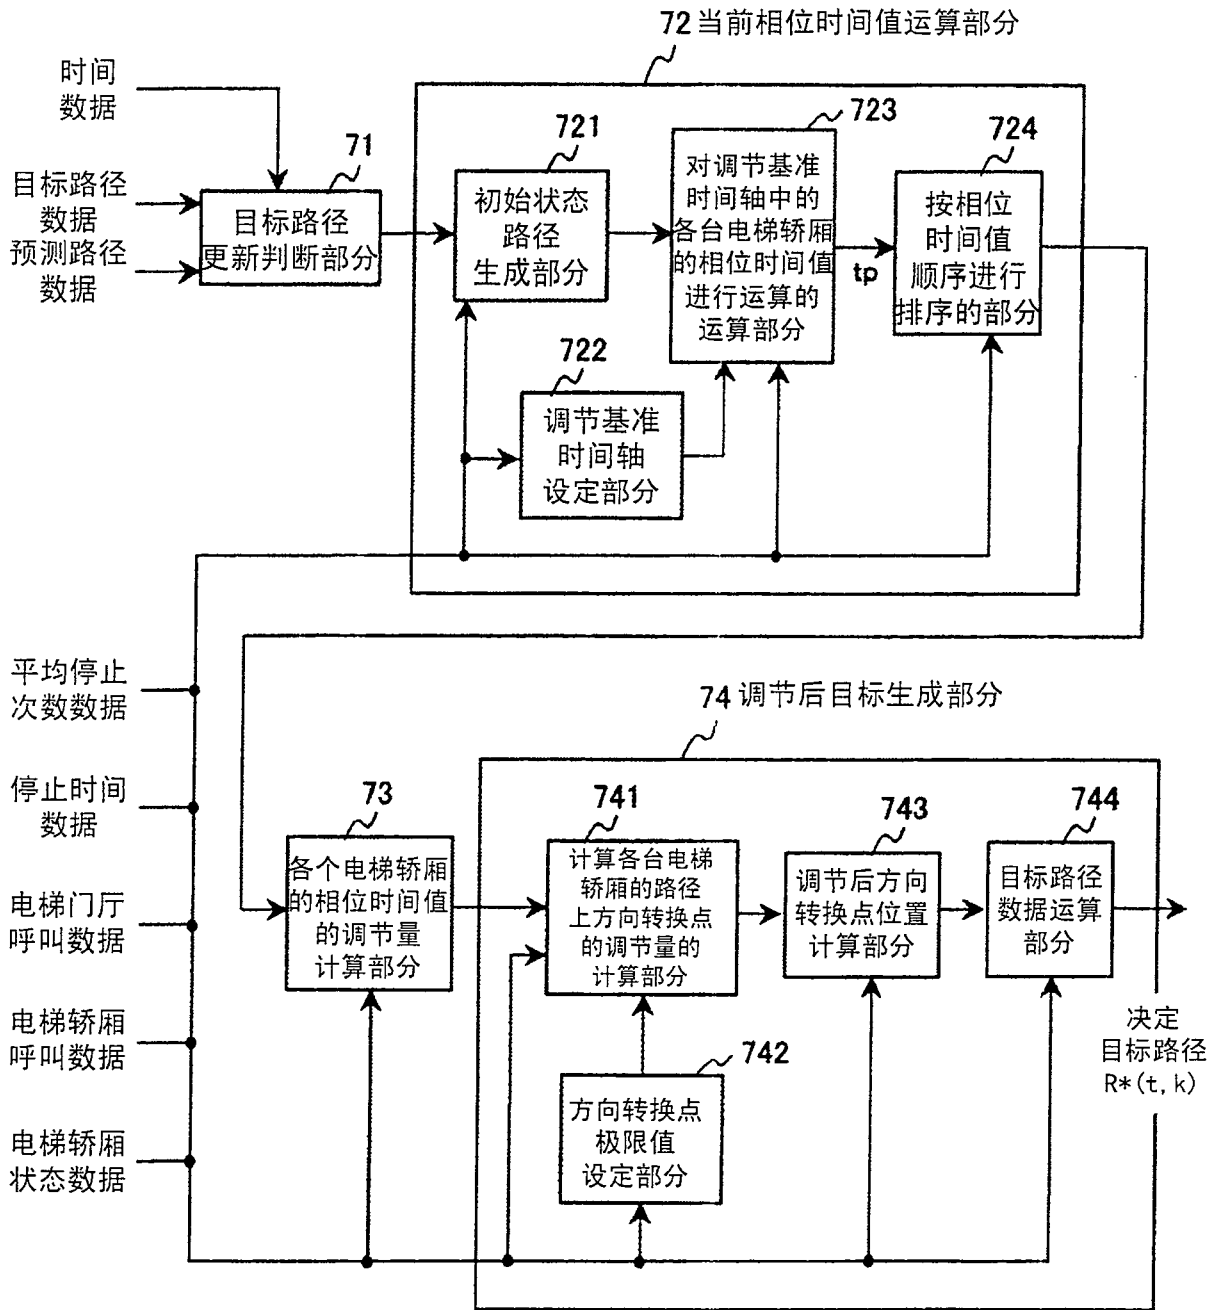 72当前相位时间值运算部分
时间
数据
目标路径
数据
预测路径
数据
71
目标路径
更新判断部分
721
初始状态
路径
生成部分
722
调节基准
时间轴
设定部分
723
对调节基准
时间轴中的
各台电梯轿厢
的相位时间值
进行运算的
运算部分
tp
724
按相位
时间值
顺序进行
排序的部分
平均停止
次数数据
停止时间
数据
电梯门厅
呼叫数据
电梯轿厢
呼叫数据
电梯轿厢
状态数据
73
各个电梯轿厢
的相位时间值
的调节量
计算部分
74调节后目标生成部分
741
计算各台电梯
轿厢的路径
上方向转换点
的调节量的
计算部分
742
方向转换点
极限值
设定部分
743
调节后方向
转换点位置
计算部分
744
目标路径
数据运算
部分
决定
目标路径
R*(t,k)